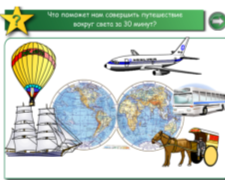 Что поможет нам совершить путешествие
вокруг света за 30 минут?